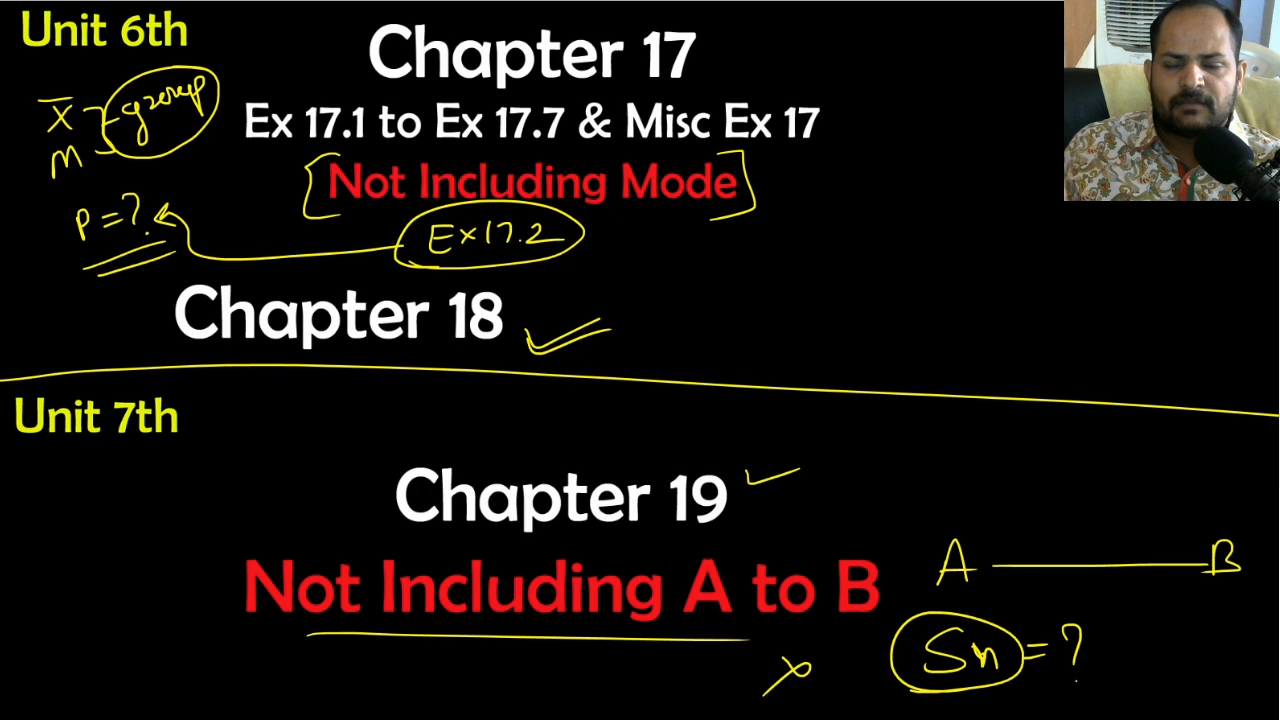 Unit 6th
Chapter 17
x̄
group
M
Ex 17.1 to Ex 17.7 & Misc Ex 17
[Not Including Mode]
P = ?
Ex 17.2
Chapter 18
Unit 7th
Chapter 19
Not Including A to B
A B
Sn = ?